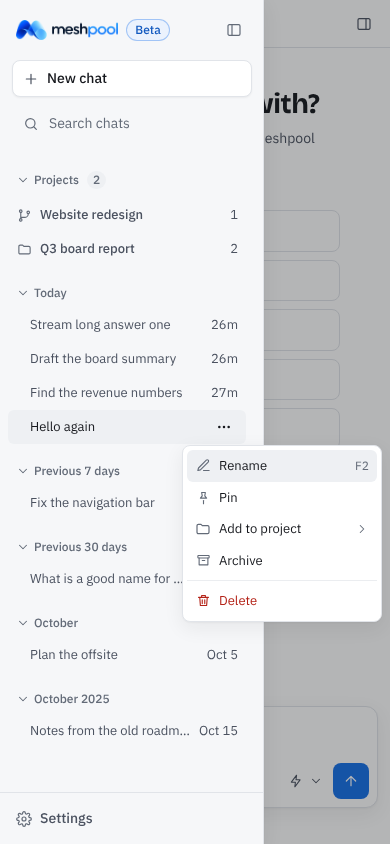 meshpool Beta
New chat
Search chats
with?
eshpool
Projects 2
Website redesign 1
Q3 board report 2
Today
Stream long answer one 26m
Draft the board summary 26m
Find the revenue numbers 27m
Hello again
Rename F2
Pin
Add to project
Archive
Delete
Previous 7 days
Fix the navigation bar
Previous 30 days
What is a good name for ...
October
Plan the offsite Oct 5
October 2025
Notes from the old roadm... Oct 15
Settings